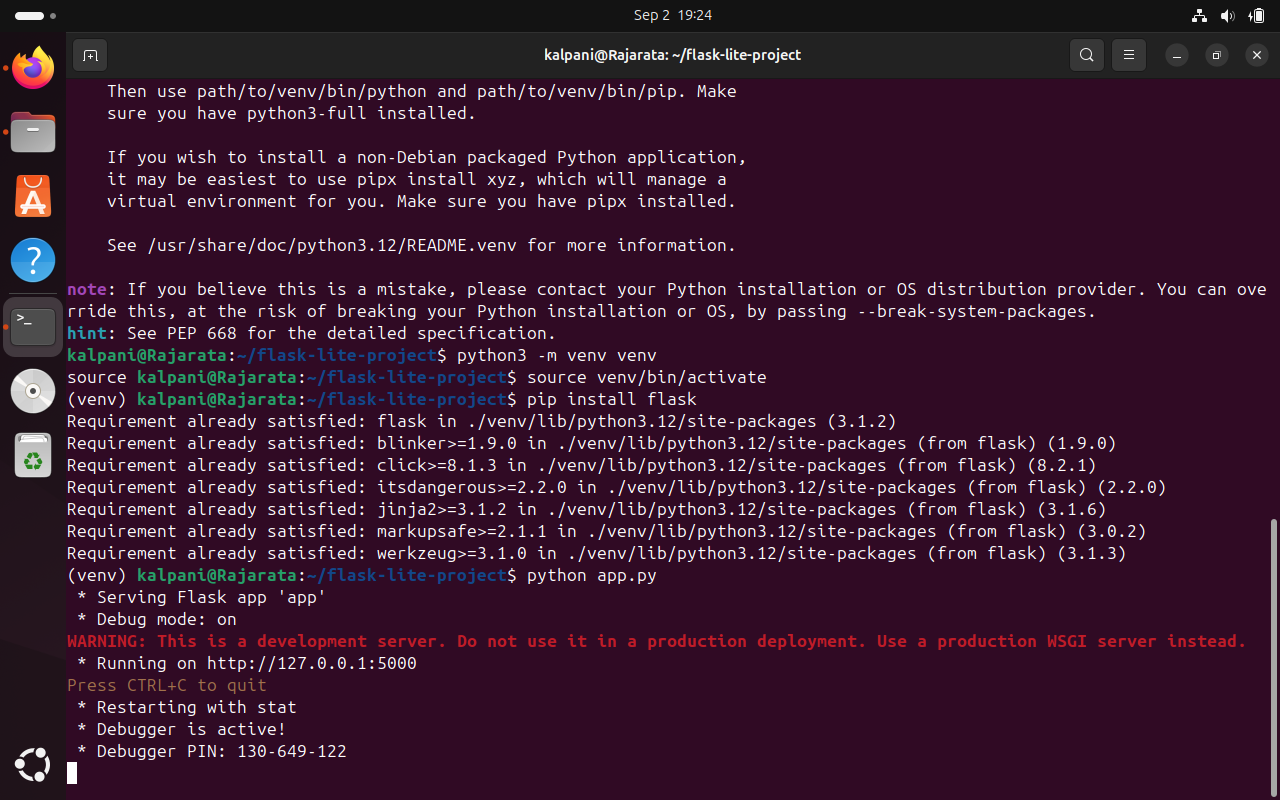 Sep 2 19:24
kalpani@Rajarata: ~/flask-lite-project
Then use path/to/venv/bin/python and path/to/venv/bin/pip. Make
sure you have python3-full installed.
If you wish to install a non-Debian packaged Python application,
it may be easiest to use pipx install xyz, which will manage a
virtual environment for you. Make sure you have pipx installed.
See /usr/share/doc/python3.12/README.venv for more information.
note: If you believe this is a mistake, please contact your Python installation or OS distribution provider. You can ove
rride this, at the risk of breaking your Python installation or OS, by passing --break-system-packages.
hint: See PEP 668 for the detailed specification.
kalpani@Rajarata:~/flask-lite-project$ python3 -m venv venv
source kalpani@Rajarata:~/flask-lite-project$ source venv/bin/activate
(venv) kalpani@Rajarata:~/flask-lite-project$ pip install flask
Requirement already satisfied: flask in ./venv/lib/python3.12/site-packages (3.1.2)
Requirement already satisfied: blinker>=1.9.0 in ./venv/lib/python3.12/site-packages (from flask) (1.9.0)
Requirement already satisfied: click>=8.1.3 in ./venv/lib/python3.12/site-packages (from flask) (8.2.1)
Requirement already satisfied: itsdangerous>=2.2.0 in ./venv/lib/python3.12/site-packages (from flask) (2.2.0)
Requirement already satisfied: jinja2>=3.1.2 in ./venv/lib/python3.12/site-packages (from flask) (3.1.6)
Requirement already satisfied: markupsafe>=2.1.1 in ./venv/lib/python3.12/site-packages (from flask) (3.0.2)
Requirement already satisfied: werkzeug>=3.1.0 in ./venv/lib/python3.12/site-packages (from flask) (3.1.3)
(venv) kalpani@Rajarata:~/flask-lite-project$ python app.py
* Serving Flask app 'app'
* Debug mode: on
WARNING: This is a development server. Do not use it in a production deployment. Use a production WSGI server instead.
* Running on http://127.0.0.1:5000
Press CTRL+C to quit
* Restarting with stat
* Debugger is active!
* Debugger PIN: 130-649-122